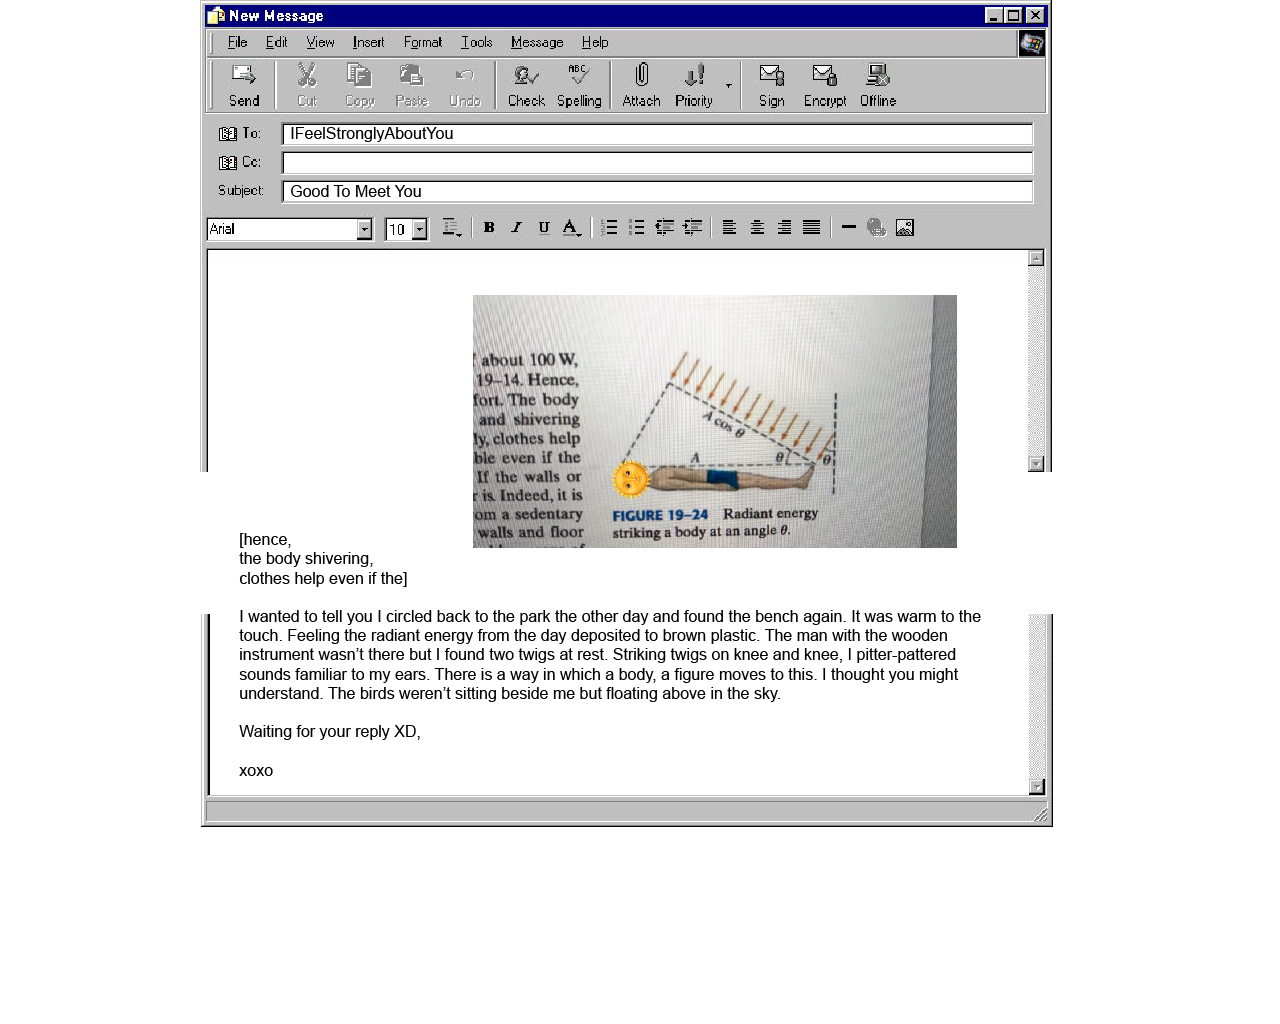 New Message
File Edit View Insert Format Tools Message Help
Send Cut Copy Paste Undo Check Spelling Attach Priority Sign Encrypt Offline
To: IFeelStronglyAboutYou
Cc:
Subject: Good To Meet You
Arial 10 B I U A
about 100 W,
19–14. Hence,
fort. The body
and shivering
ly, clothes help
ble even if the
If the walls or
r is. Indeed, it is
om a sedentary
walls and floor
A cos θ
A θ θ
FIGURE 19–24 Radiant energy
striking a body at an angle θ.
[hence,
the body shivering,
clothes help even if the]
I wanted to tell you I circled back to the park the other day and found the bench again. It was warm to the
touch. Feeling the radiant energy from the day deposited to brown plastic. The man with the wooden
instrument wasn’t there but I found two twigs at rest. Striking twigs on knee and knee, I pitter-pattered
sounds familiar to my ears. There is a way in which a body, a figure moves to this. I thought you might
understand. The birds weren’t sitting beside me but floating above in the sky.
Waiting for your reply XD,
xoxo